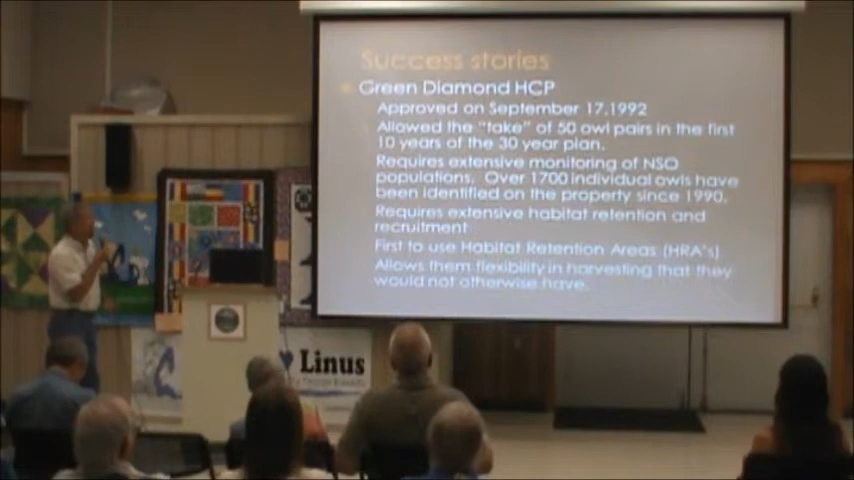 Success stories
Green Diamond HCP
Approved on September 17,1992
Allowed the "take" of 50 owl pairs in the first
10 years of the 30 year plan.
Requires extensive monitoring of NSO
populations. Over 1700 individual owls have
been identified on the property since 1990.
Requires extensive habitat retention and
recruitment
First to use Habitat Retention Areas (HRA's)
Allows them flexibility in harvesting that they
would not otherwise have.
Linus